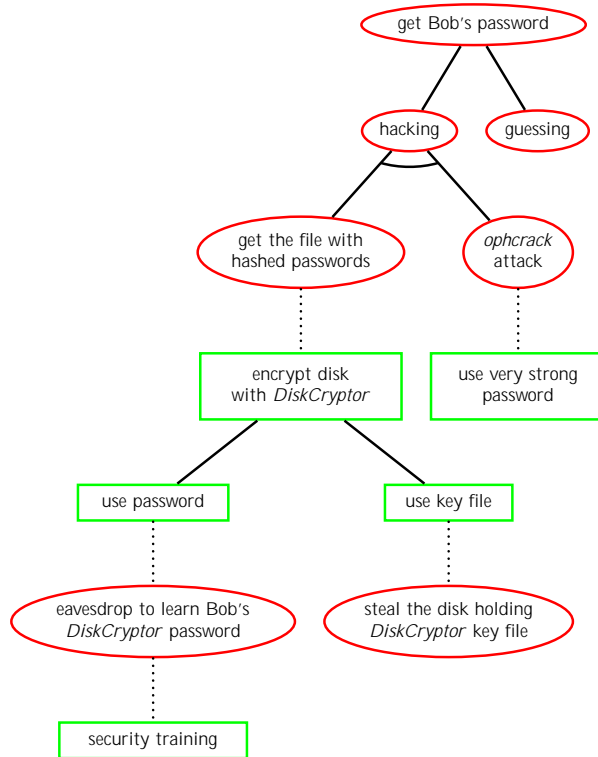 get Bob's password
hacking
guessing
get the file with
hashed passwords
ophcrack
attack
encrypt disk
with DiskCryptor
use very strong
password
use password
use key file
eavesdrop to learn Bob's
DiskCryptor password
steal the disk holding
DiskCryptor key file
security training